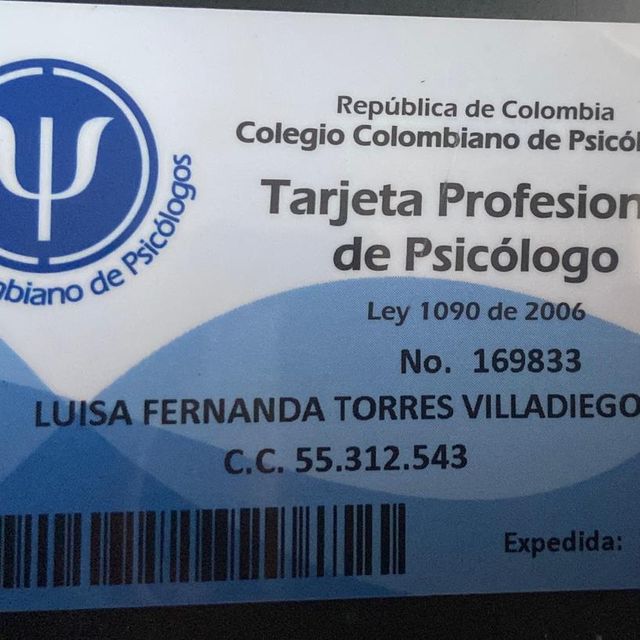 República de Colombia
Colegio Colombiano de Psicól
Tarjeta Profesion
de Psicólogo
Ley 1090 de 2006
No. 169833
LUISA FERNANDA TORRES VILLADIEGO
C.C. 55.312.543
Expedida:
mbiano de Psicólogos